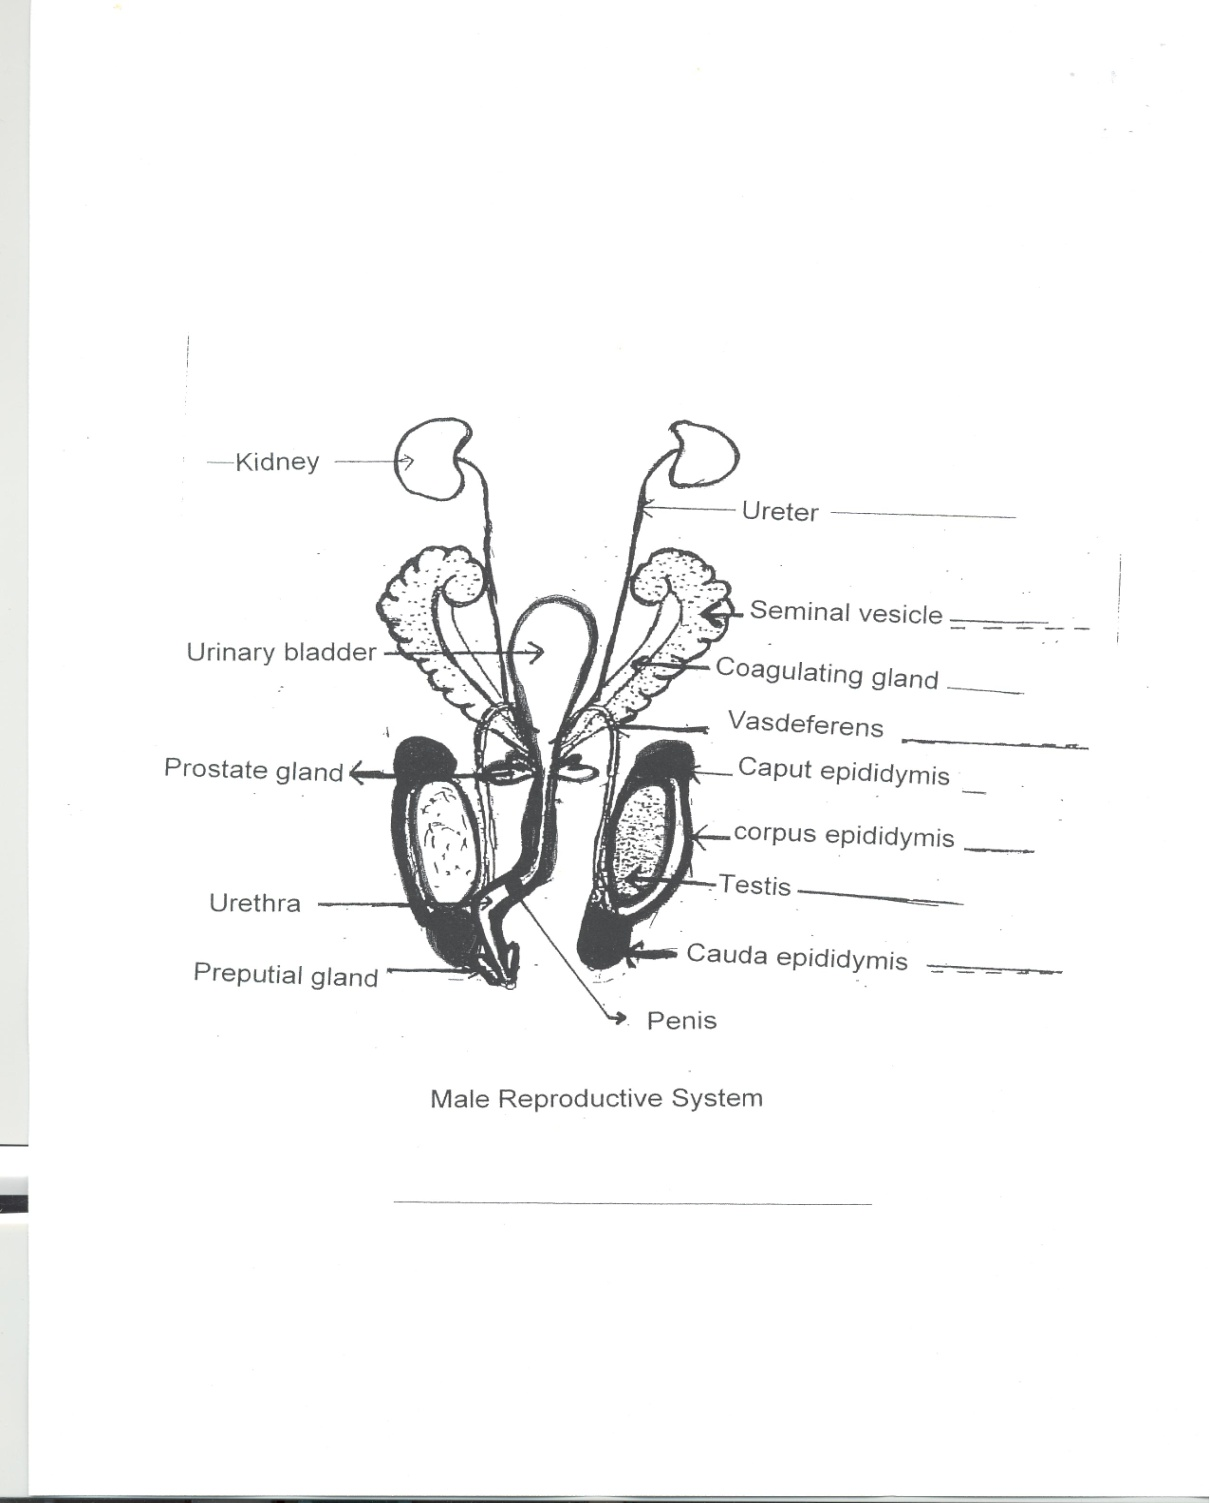 Kidney
Ureter
Seminal vesicle
Urinary bladder
Coagulating gland
Vasdeferens
Prostate gland
Caput epididymis
corpus epididymis
Testis
Urethra
Cauda epididymis
Preputial gland
Penis
Male Reproductive System